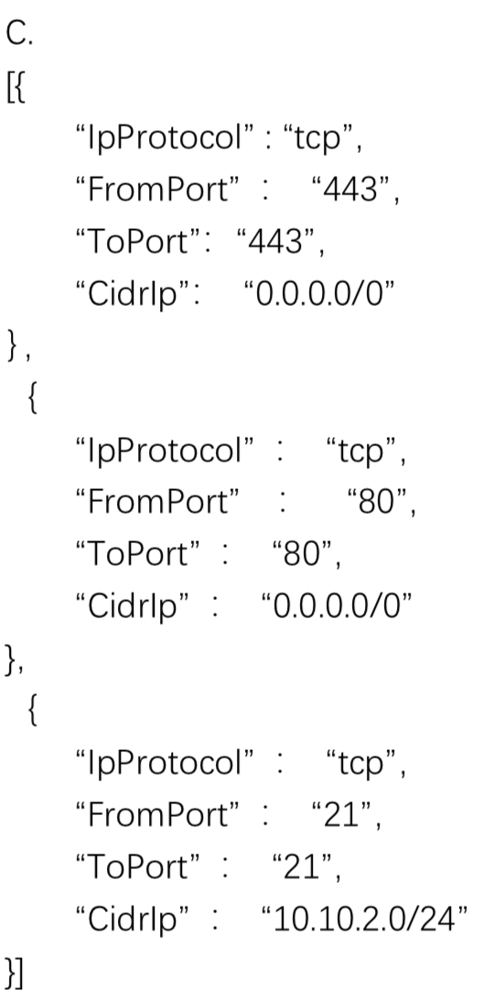 C.
[{
“IpProtocol” : “tcp”,
“FromPort” : “443”,
“ToPort”: “443”,
“CidrIp”: “0.0.0.0/0”
} ,
{
“IpProtocol” : “tcp”,
“FromPort” : “80”,
“ToPort” : “80”,
“CidrIp” : “0.0.0.0/0”
},
{
“IpProtocol” : “tcp”,
“FromPort” : “21”,
“ToPort” : “21”,
“CidrIp” : “10.10.2.0/24”
}]